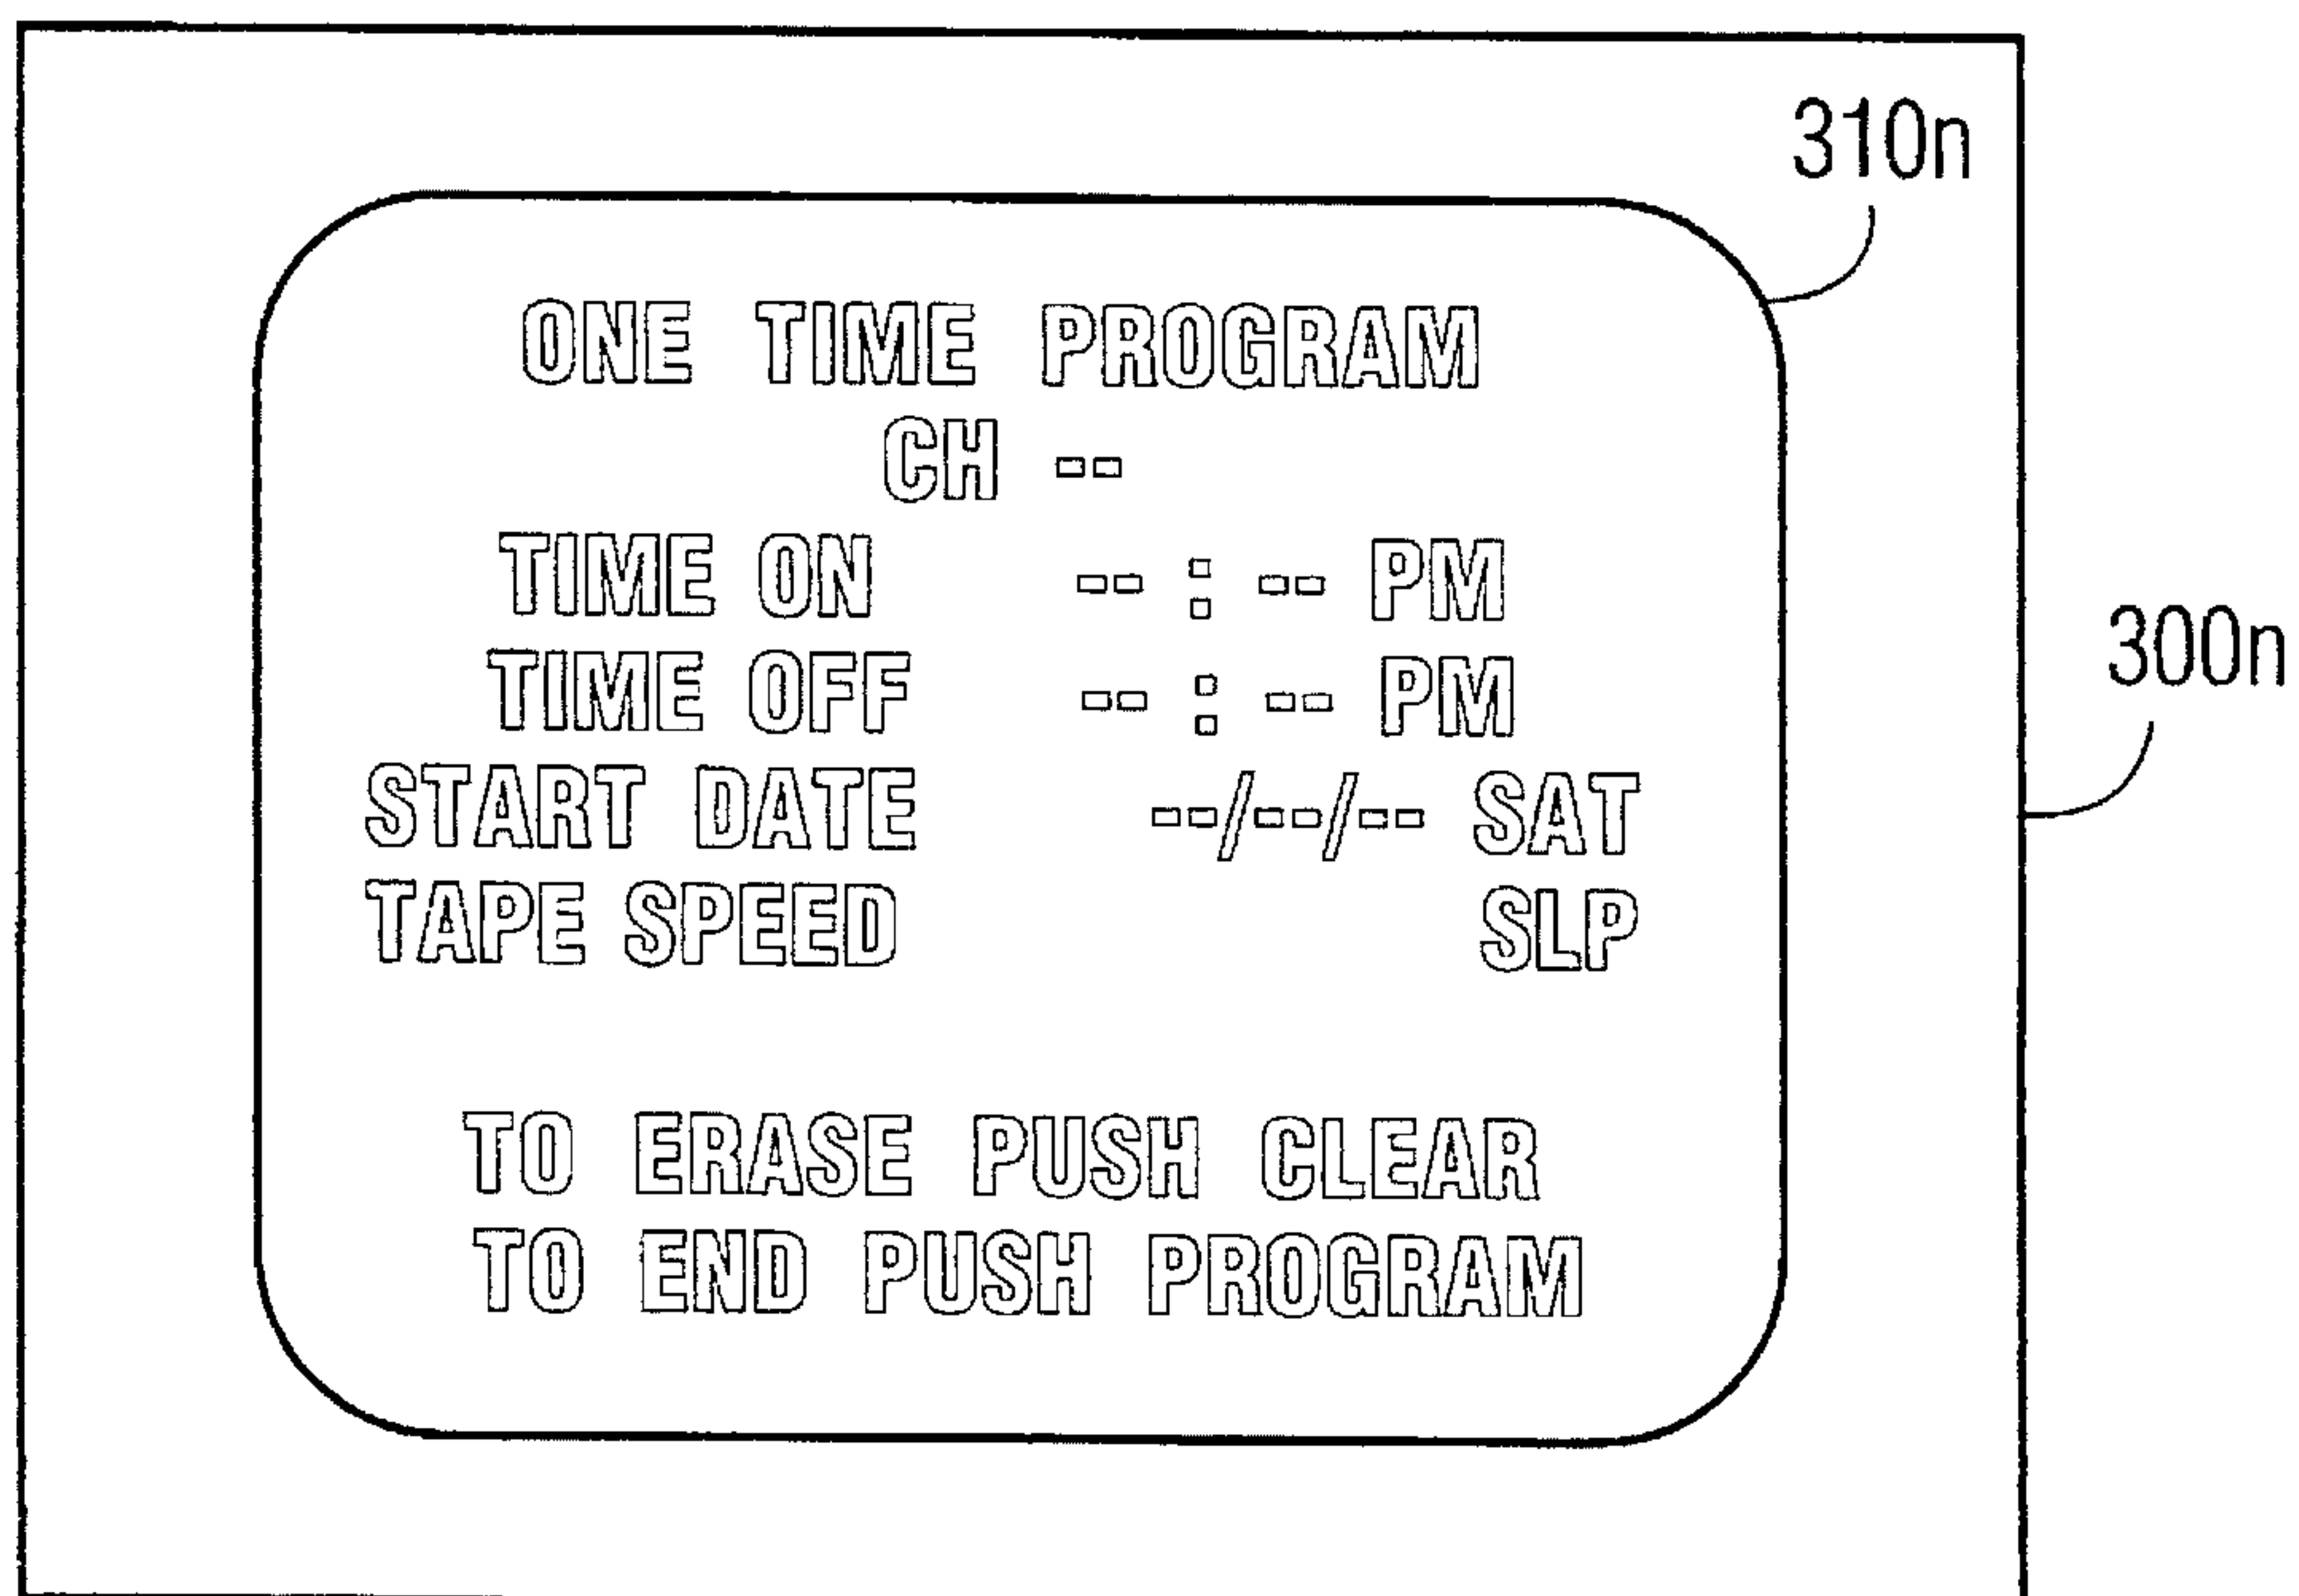 310n
ONE TIME PROGRAM
CH --
TIME ON -- : -- PM
TIME OFF -- : -- PM
300n
START DATE --/--/-- SAT
TAPE SPEED SLP
TO ERASE PUSH CLEAR
TO END PUSH PROGRAM